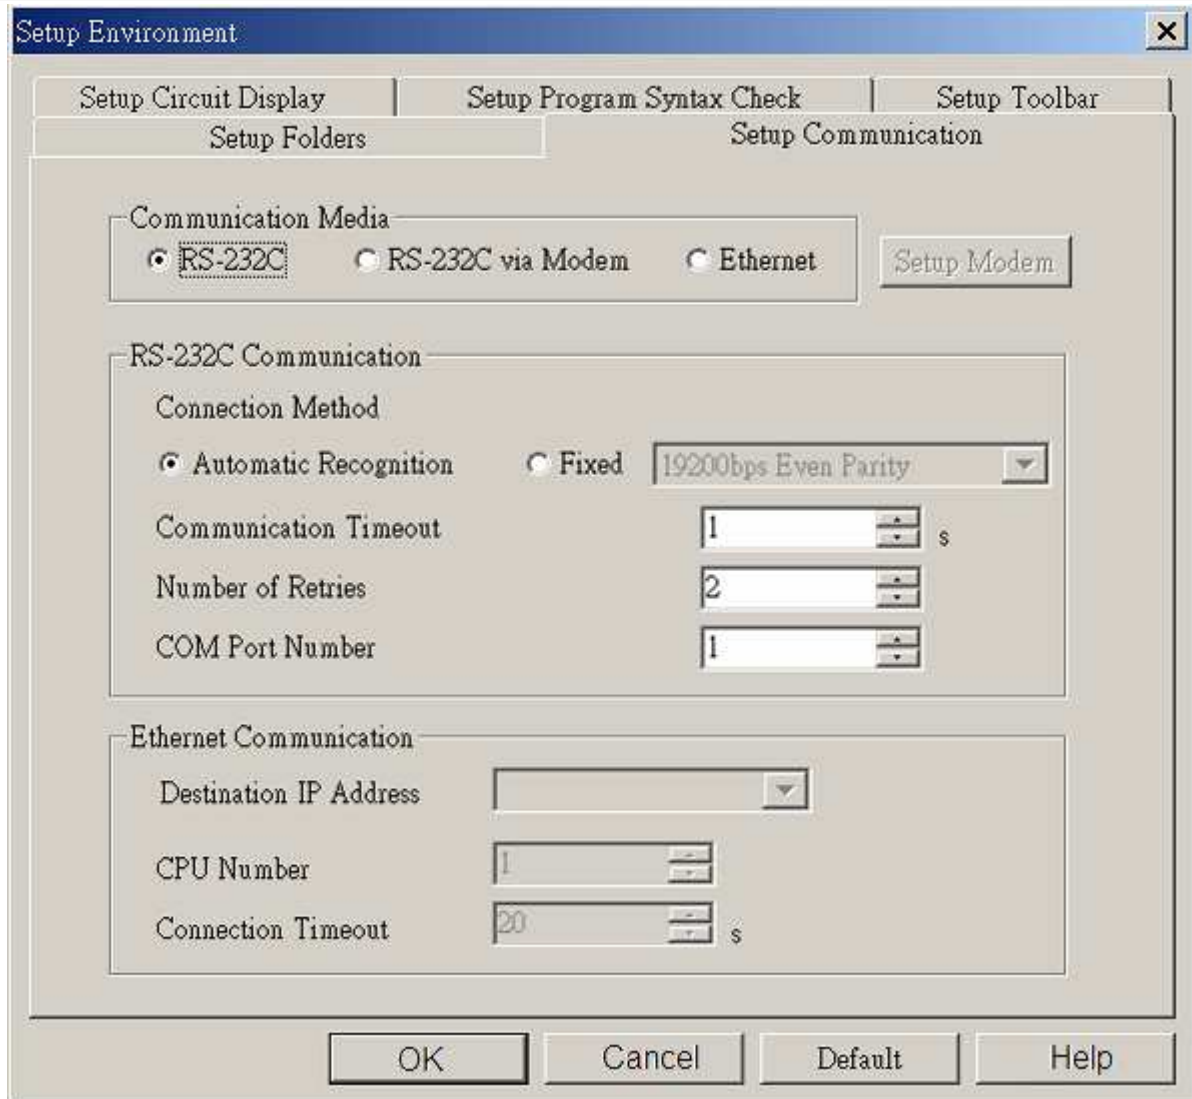 Setup Environment
Setup Circuit Display
Setup Program Syntax Check
Setup Toolbar
Setup Folders
Setup Communication
Communication Media
RS-232C
RS-232C via Modem
Ethernet
Setup Modem
RS-232C Communication
Connection Method
Automatic Recognition
Fixed
19200bps Even Parity
Communication Timeout
1
s
Number of Retries
2
COM Port Number
1
Ethernet Communication
Destination IP Address
CPU Number
1
Connection Timeout
20
s
OK
Cancel
Default
Help